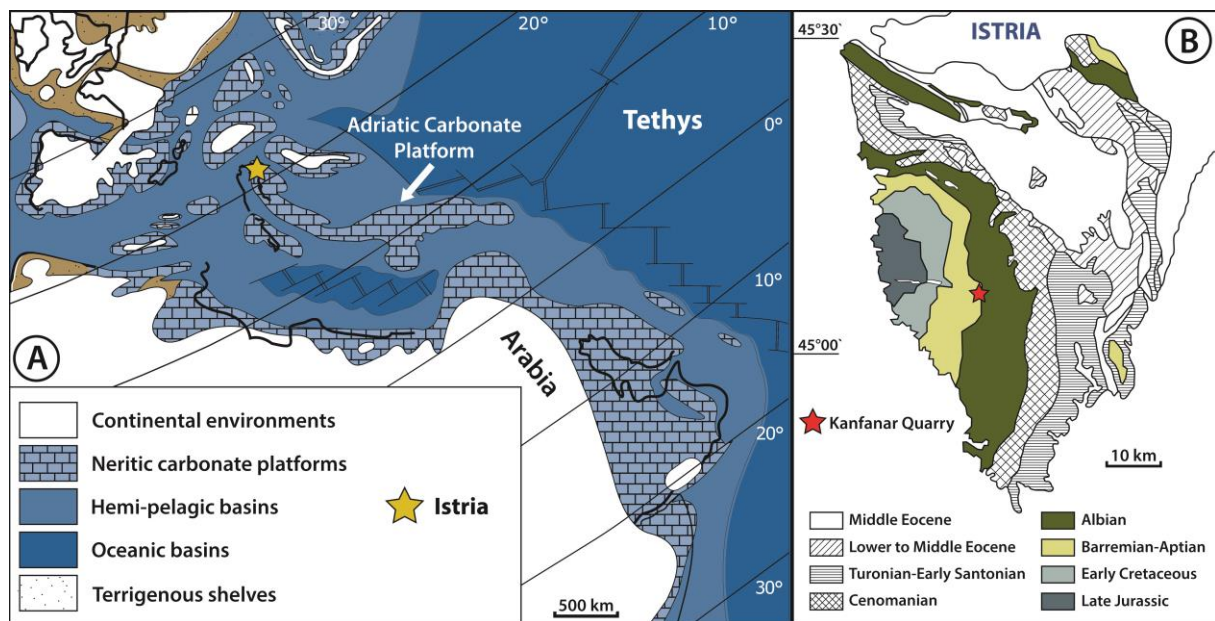 30°
20°
10°
Tethys
Adriatic Carbonate
Platform
0°
10°
Arabia
20°
30°
A
Continental environments
Neritic carbonate platforms
Hemi-pelagic basins
Oceanic basins
Terrigenous shelves
Istria
500 km
45°30`
ISTRIA
B
45°00`
Kanfanar Quarry
10 km
Middle Eocene
Lower to Middle Eocene
Turonian-Early Santonian
Cenomanian
Albian
Barremian-Aptian
Early Cretaceous
Late Jurassic